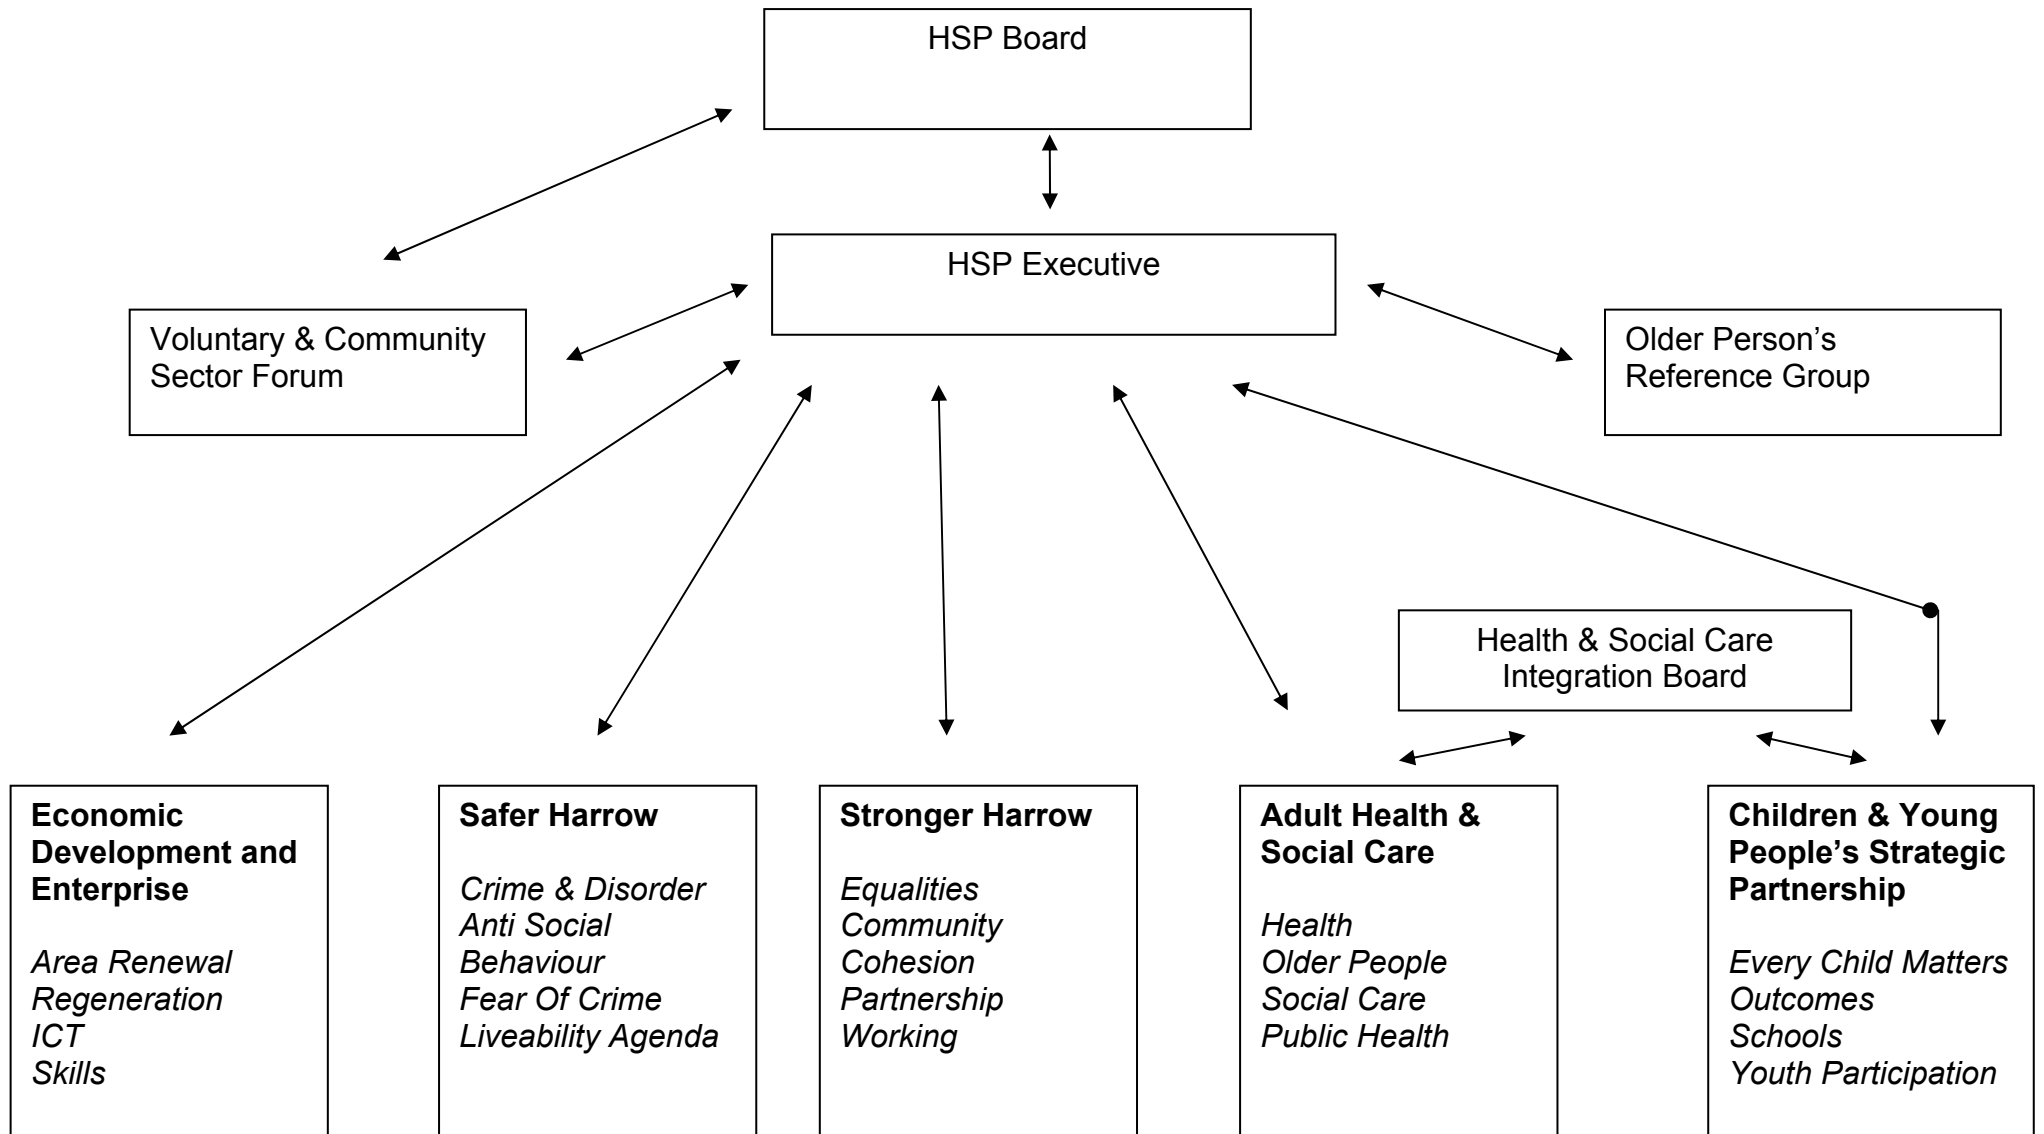 HSP Board
HSP Executive
Voluntary & Community
Sector Forum
Older Person’s
Reference Group
Health & Social Care
Integration Board
Economic
Development and
Enterprise
Area Renewal
Regeneration
ICT
Skills
Safer Harrow
Crime & Disorder
Anti Social
Behaviour
Fear Of Crime
Liveability Agenda
Stronger Harrow
Equalities
Community
Cohesion
Partnership
Working
Adult Health &
Social Care
Health
Older People
Social Care
Public Health
Children & Young
People’s Strategic
Partnership
Every Child Matters
Outcomes
Schools
Youth Participation